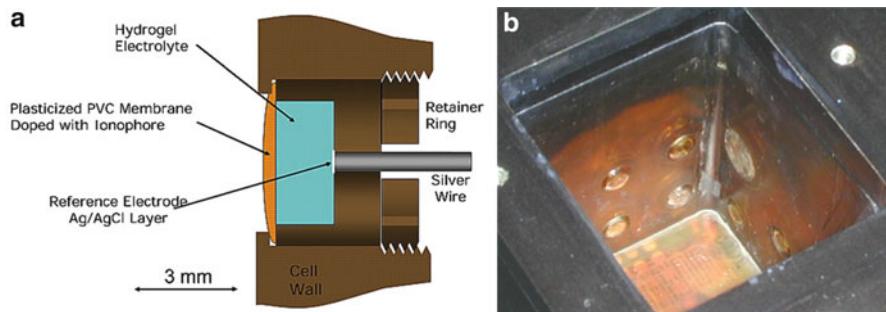 a
Hydrogel
Electrolyte
Plasticized PVC Membrane
Doped with Ionophore
Retainer
Ring
Reference Electrode
Ag/AgCl Layer
Silver
Wire
3 mm
Cell
Wall
b